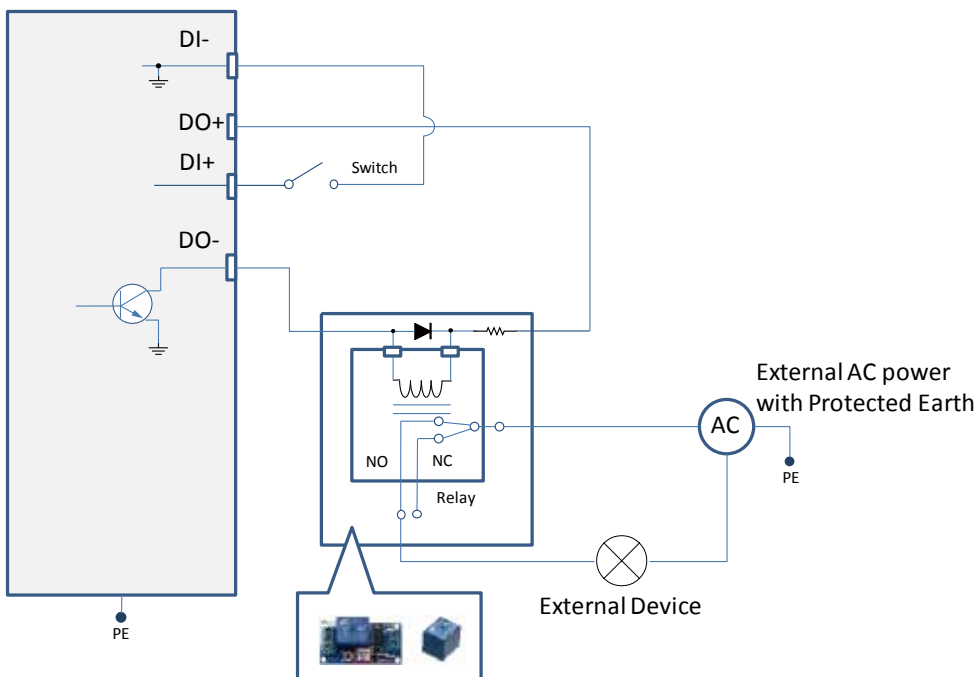 DI-
DO+
DI+
Switch
DO-
External AC power
with Protected Earth
AC
PE
NO
NC
Relay
External Device
PE